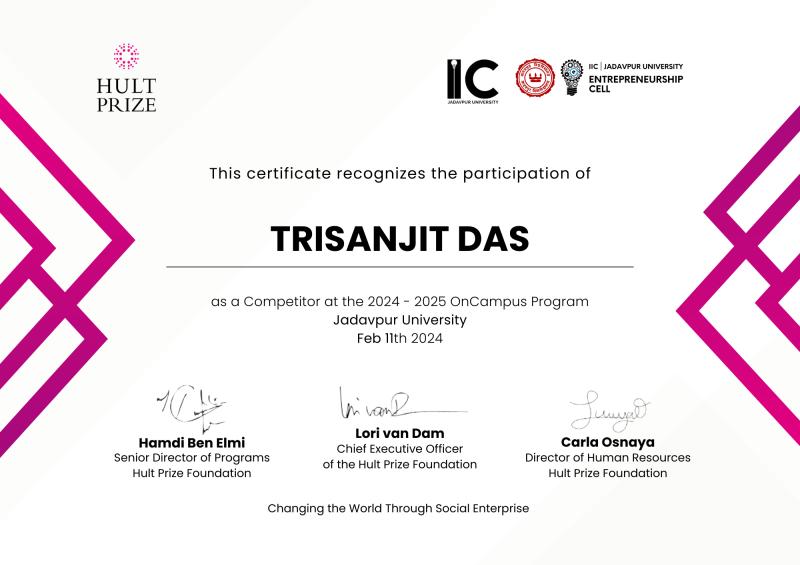 HULT
PRIZE
IIC
JADAVPUR UNIVERSITY
IIC | JADAVPUR UNIVERSITY
ENTREPRENEURSHIP
CELL
This certificate recognizes the participation of
TRISANJIT DAS
as a Competitor at the 2024 - 2025 OnCampus Program
Jadavpur University
Feb 11th 2024
Hamdi Ben Elmi
Senior Director of Programs
Hult Prize Foundation
Lori van Dam
Chief Executive Officer
of the Hult Prize Foundation
Carla Osnaya
Director of Human Resources
Hult Prize Foundation
Changing the World Through Social Enterprise